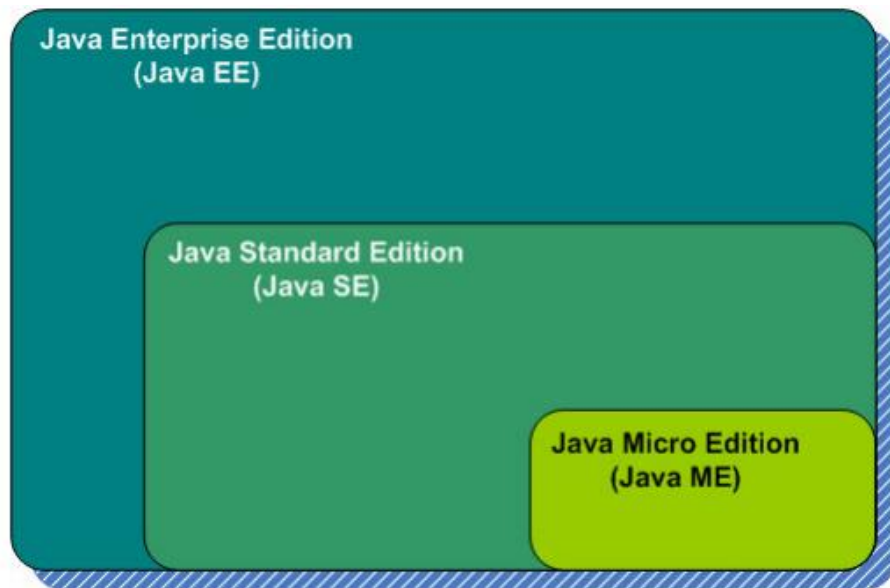 Java Enterprise Edition
(Java EE)
Java Standard Edition
(Java SE)
Java Micro Edition
(Java ME)